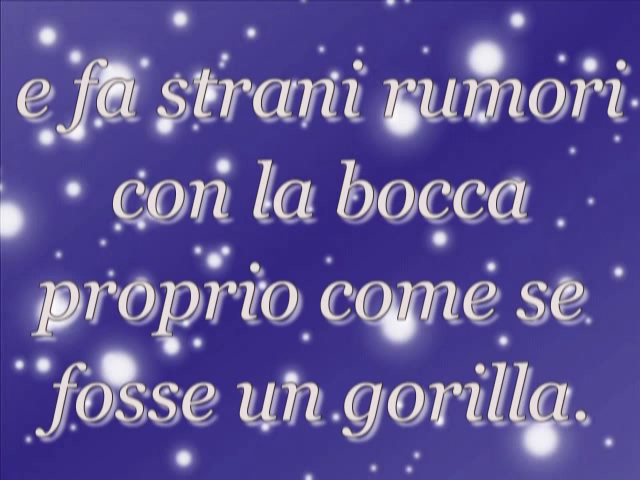 e fa strani rumori
con la bocca
proprio come se
fosse un gorilla.